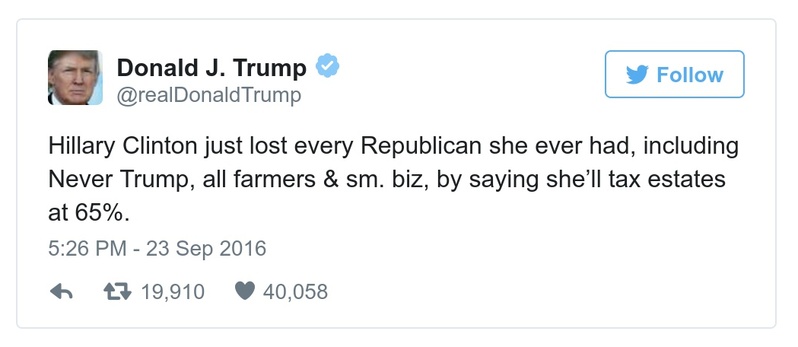 Donald J. Trump
@realDonaldTrump
Follow
Hillary Clinton just lost every Republican she ever had, including
Never Trump, all farmers & sm. biz, by saying she’ll tax estates
at 65%.
5:26 PM - 23 Sep 2016
19,910 40,058